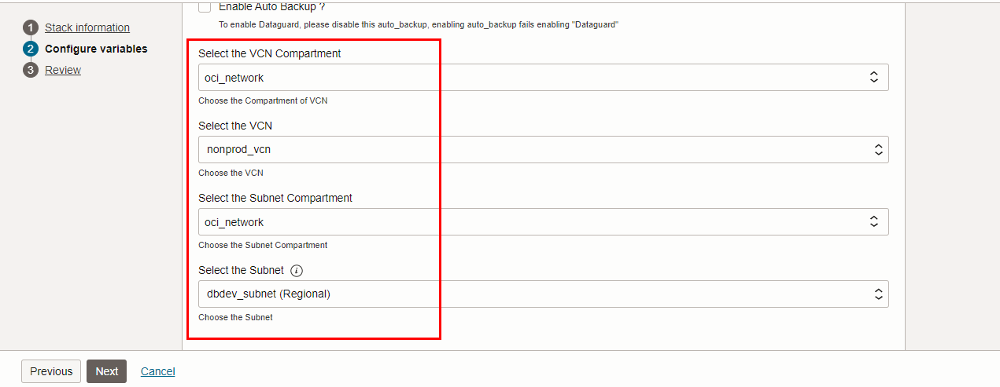 Enable Auto Backup ?
To enable Dataguard, please disable this auto_backup, enabling auto_backup fails enabling "Dataguard"
1 Stack information
2 Configure variables
3 Review
Select the VCN Compartment
oci_network
Choose the Compartment of VCN
Select the VCN
nonprod_vcn
Choose the VCN
Select the Subnet Compartment
oci_network
Choose the Subnet Compartment
Select the Subnet i
dbdev_subnet (Regional)
Choose the Subnet
Previous Next Cancel